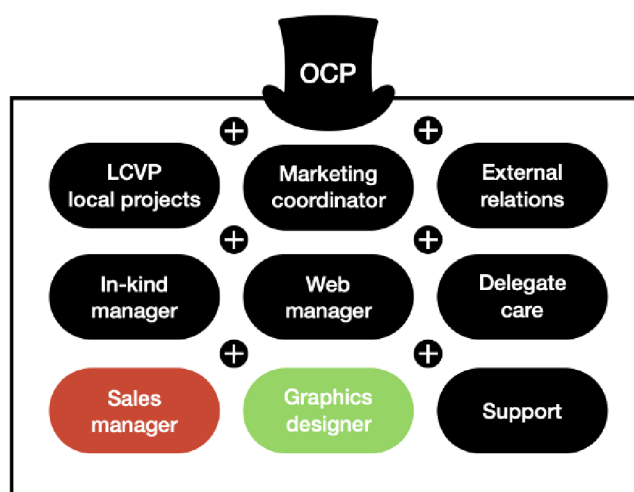 OCP
LCVP
local projects
Marketing
coordinator
External
relations
In-kind
manager
Web
manager
Delegate
care
Sales
manager
Graphics
designer
Support